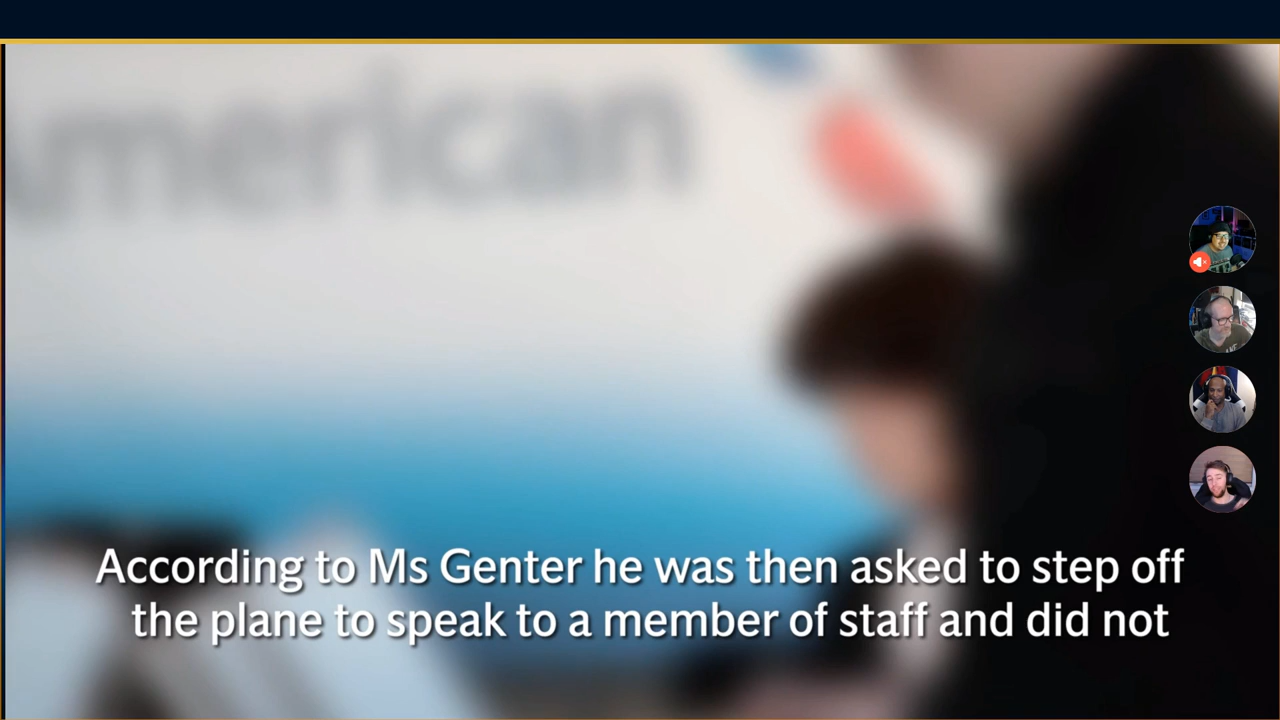 American
According to Ms Genter he was then asked to step off
the plane to speak to a member of staff and did not